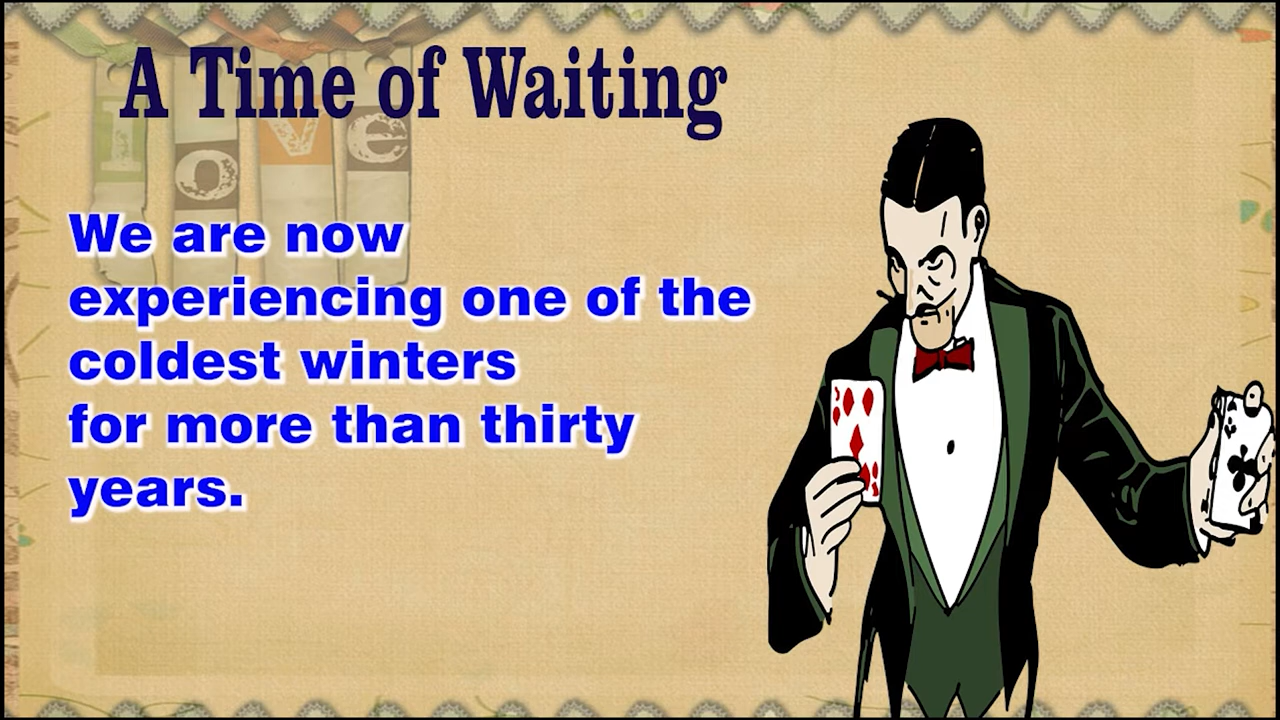 A Time of Waiting
love
We are now
experiencing one of the
coldest winters
for more than thirty
years.